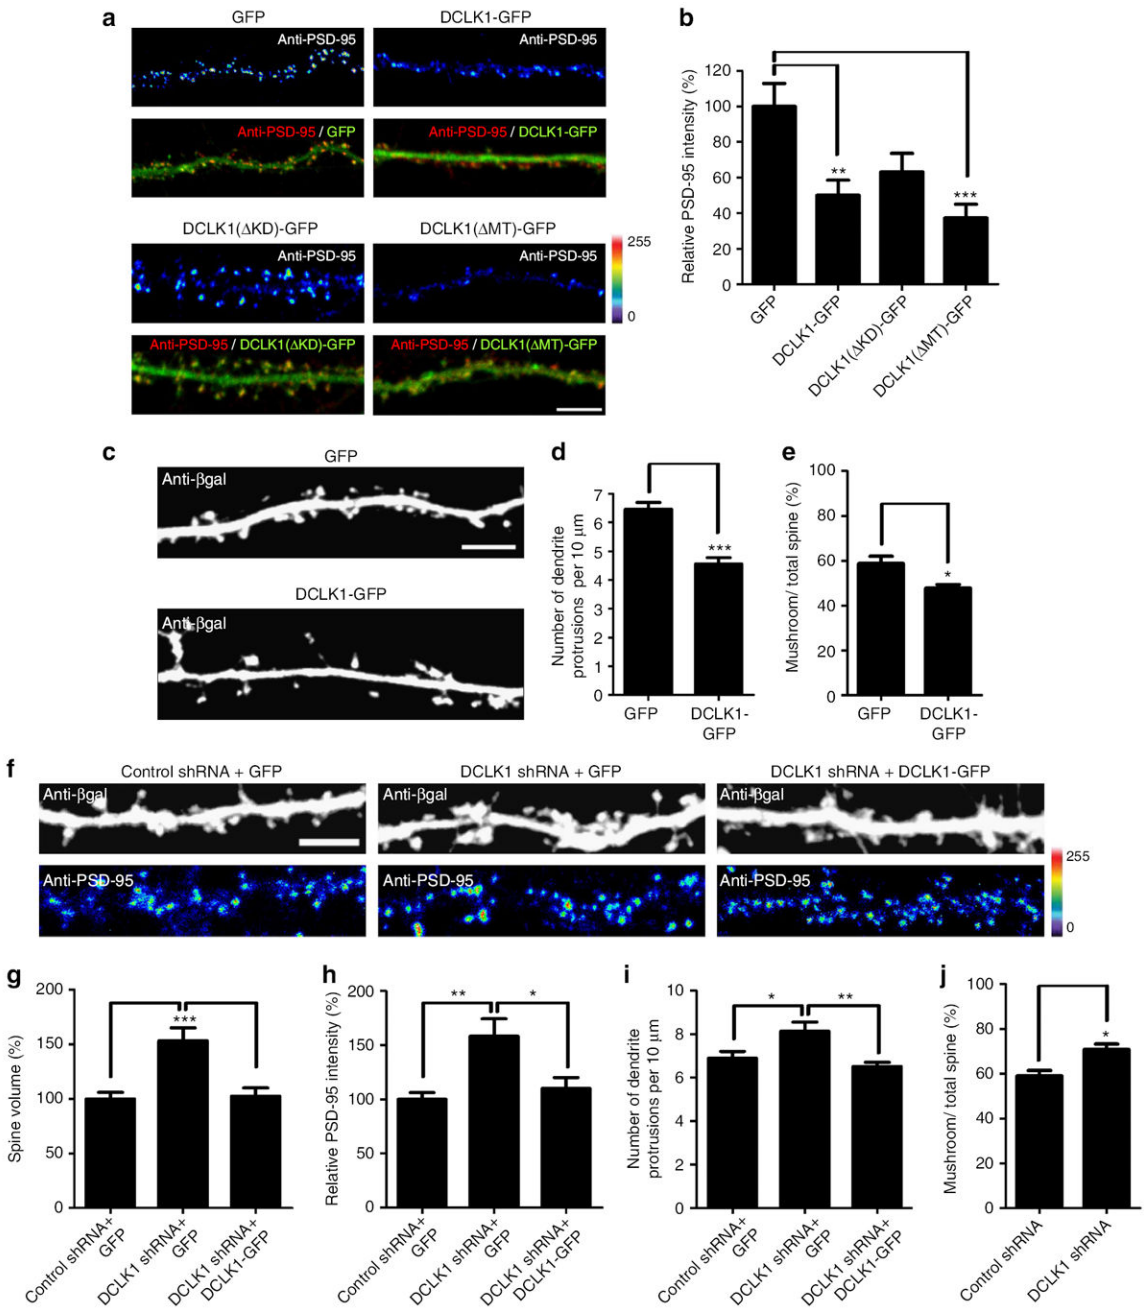 a
GFP
DCLK1-GFP
Anti-PSD-95
Anti-PSD-95
Anti-PSD-95 / GFP
Anti-PSD-95 / DCLK1-GFP
DCLK1(ΔKD)-GFP
DCLK1(ΔMT)-GFP
Anti-PSD-95
Anti-PSD-95
255
0
Anti-PSD-95 / DCLK1(ΔKD)-GFP
Anti-PSD-95 / DCLK1(ΔMT)-GFP
b
Relative PSD-95 intensity (%)
120
100
80
60
40
20
0
**
***
GFP
DCLK1-GFP
DCLK1(ΔKD)-GFP
DCLK1(ΔMT)-GFP
c
GFP
Anti-βgal
DCLK1-GFP
Anti-βgal
d
Number of dendrite
protrusions per 10 μm
7
6
5
4
3
2
1
0
***
GFP
DCLK1-
GFP
e
Mushroom/ total spine (%)
100
80
60
40
20
0
*
GFP
DCLK1-
GFP
f
Control shRNA + GFP
DCLK1 shRNA + GFP
DCLK1 shRNA + DCLK1-GFP
Anti-βgal
Anti-βgal
Anti-βgal
Anti-PSD-95
Anti-PSD-95
Anti-PSD-95
255
0
g
Spine volume (%)
200
150
100
50
0
***
Control shRNA+
GFP
DCLK1 shRNA+
GFP
DCLK1 shRNA+
DCLK1-GFP
h
Relative PSD-95 intensity (%)
200
150
100
50
0
**
*
Control shRNA+
GFP
DCLK1 shRNA+
GFP
DCLK1 shRNA+
DCLK1-GFP
i
Number of dendrite
protrusions per 10 μm
10
8
6
4
2
0
*
**
Control shRNA+
GFP
DCLK1 shRNA+
GFP
DCLK1 shRNA+
DCLK1-GFP
j
Mushroom/ total spine (%)
100
80
60
40
20
0
*
Control shRNA
DCLK1 shRNA